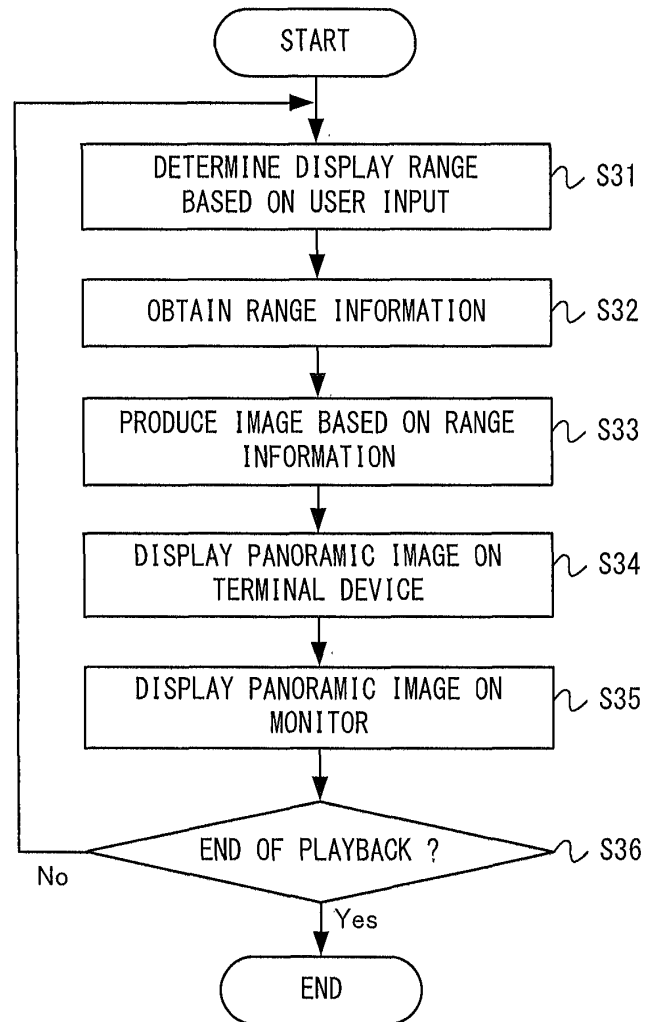 START
DETERMINE DISPLAY RANGE
BASED ON USER INPUT
S31
OBTAIN RANGE INFORMATION
S32
PRODUCE IMAGE BASED ON RANGE
INFORMATION
S33
DISPLAY PANORAMIC IMAGE ON
TERMINAL DEVICE
S34
DISPLAY PANORAMIC IMAGE ON
MONITOR
S35
END OF PLAYBACK ?
S36
No
Yes
END